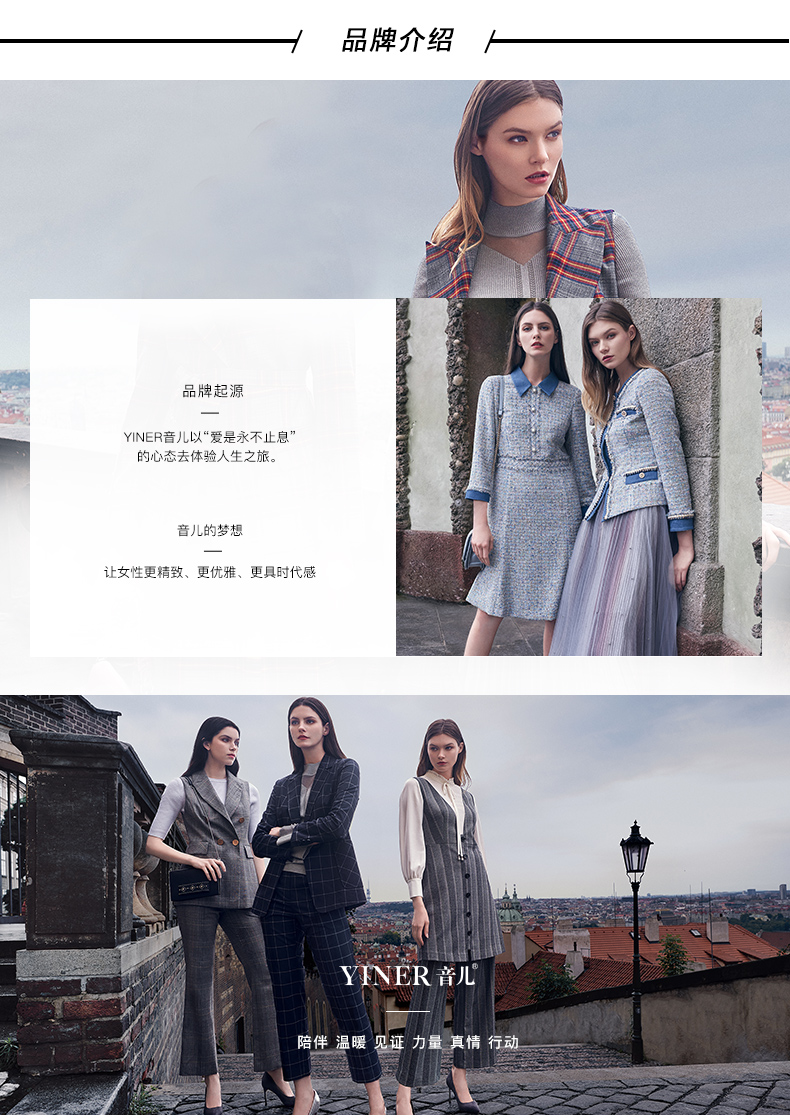 品牌介绍
品牌起源
YINER音儿以“爱是永不止息”
的心态去体验人生之旅。
音儿的梦想
让女性更精致、更优雅、更具时代感
YINER 音儿®
陪伴 温暖 见证 力量 真情 行动